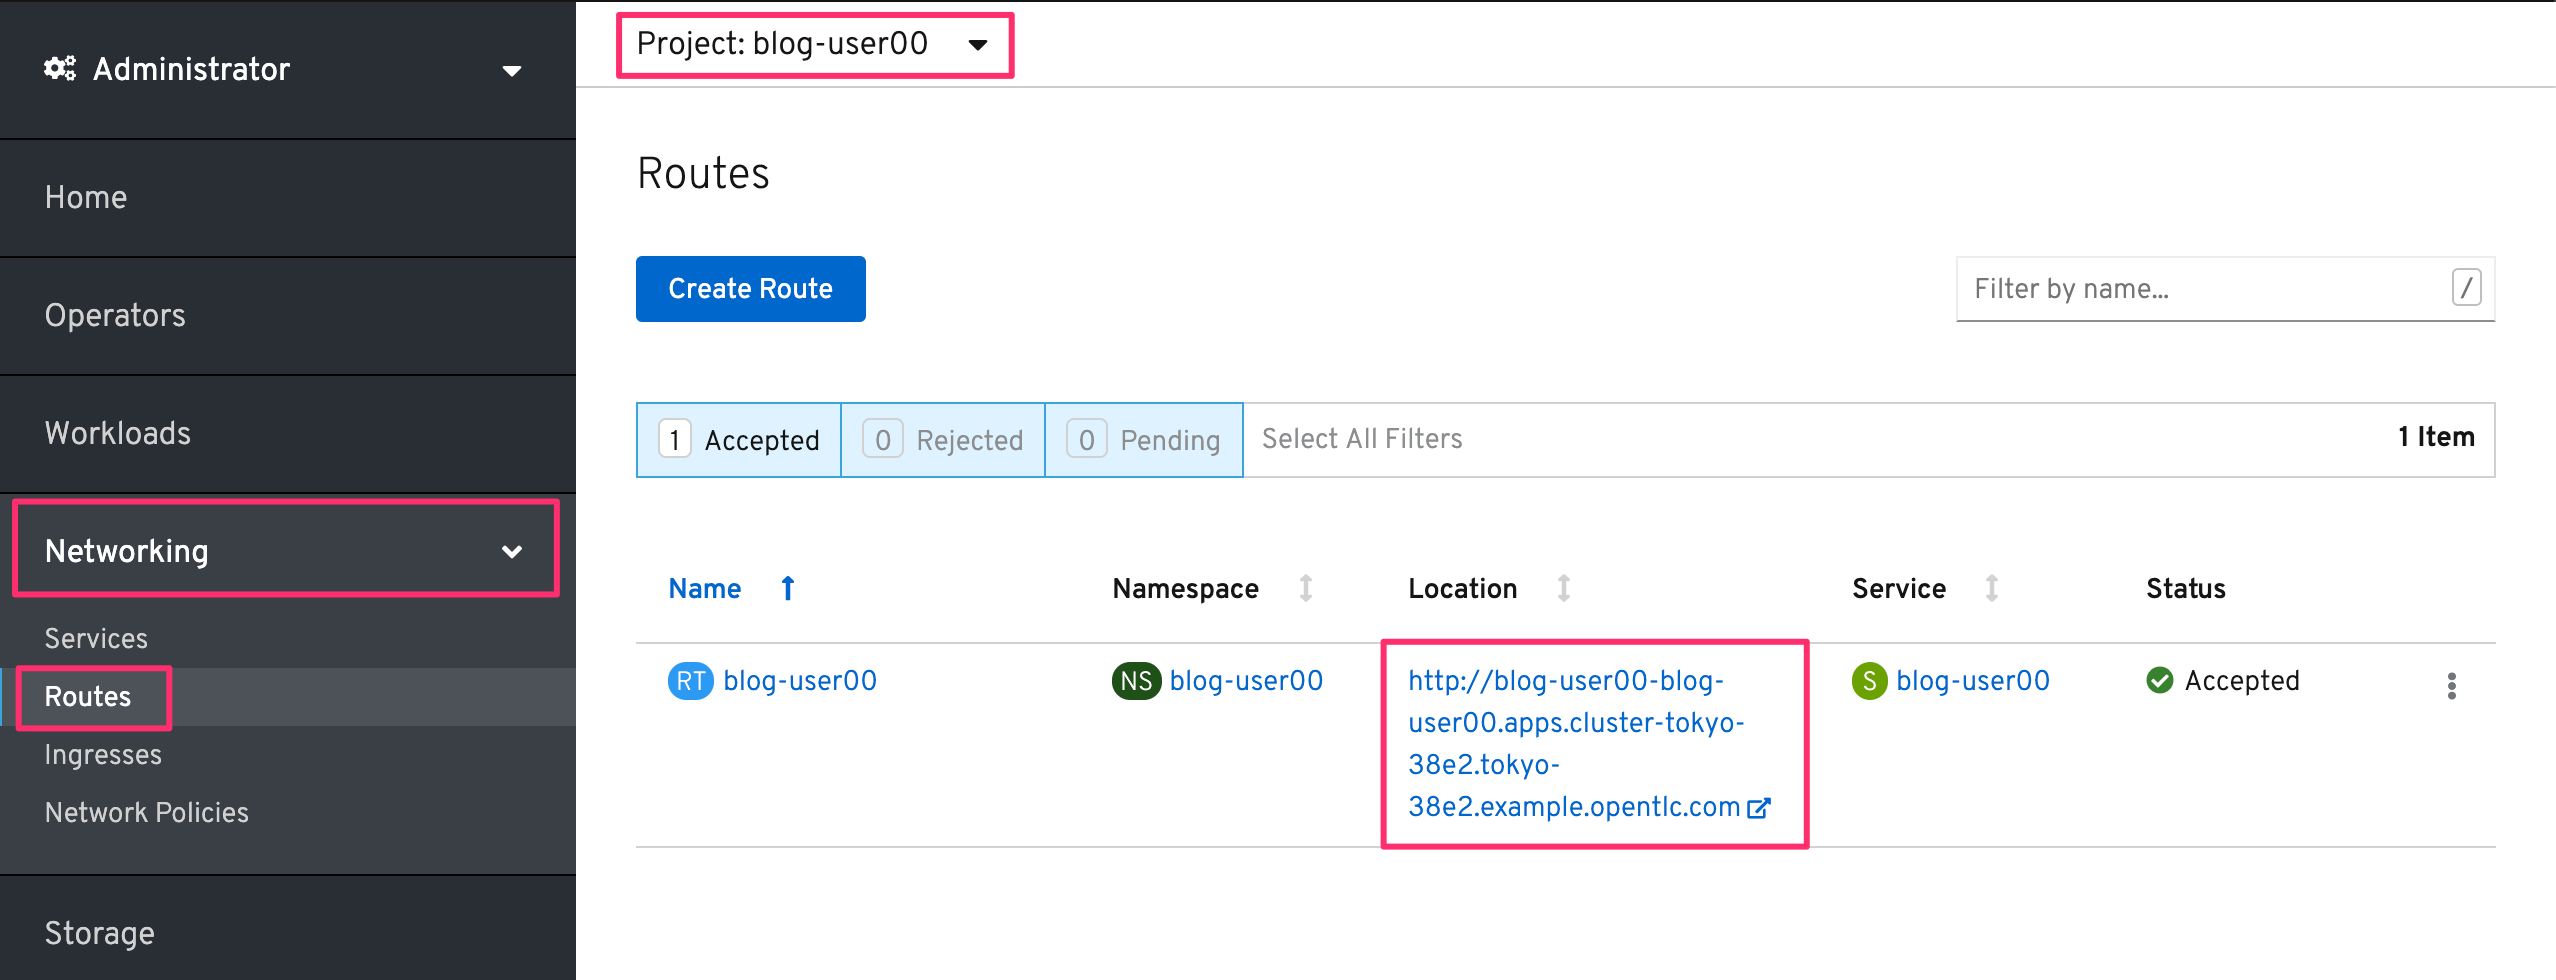 Administrator
Home
Operators
Workloads
Networking
Services
Routes
Ingresses
Network Policies
Storage
Project: blog-user00
Routes
Create Route
Filter by name...
/
1 Accepted
0 Rejected
0 Pending
Select All Filters
1 Item
Name
Namespace
Location
Service
Status
RT blog-user00
NS blog-user00
http://blog-user00-blog-
user00.apps.cluster-tokyo-
38e2.tokyo-
38e2.example.opentlc.com
S blog-user00
Accepted